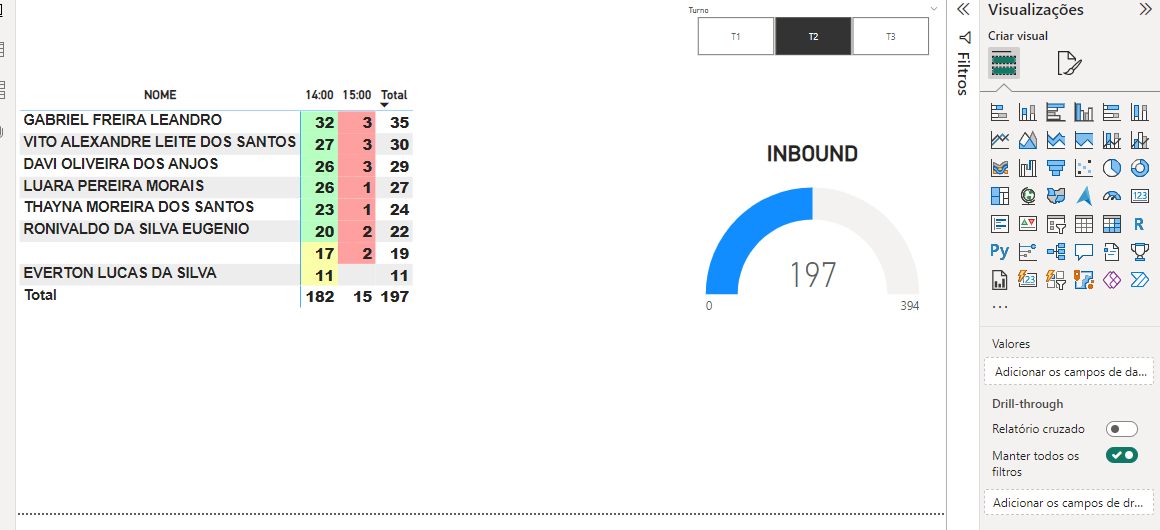 Turno
T1 T2 T3
NOME 14:00 15:00 Total
GABRIEL FREIRA LEANDRO 32 3 35
VITO ALEXANDRE LEITE DOS SANTOS 27 3 30
DAVI OLIVEIRA DOS ANJOS 26 3 29
LUARA PEREIRA MORAIS 26 1 27
THAYNA MOREIRA DOS SANTOS 23 1 24
RONIVALDO DA SILVA EUGENIO 20 2 22
17 2 19
EVERTON LUCAS DA SILVA 11 11
Total 182 15 197
INBOUND
197
0 394
Filtros
Visualizações
Criar visual
123
R
Py
123
...
Valores
Adicionar os campos de da...
Drill-through
Relatório cruzado
Manter todos os
filtros
Adicionar os campos de dr...